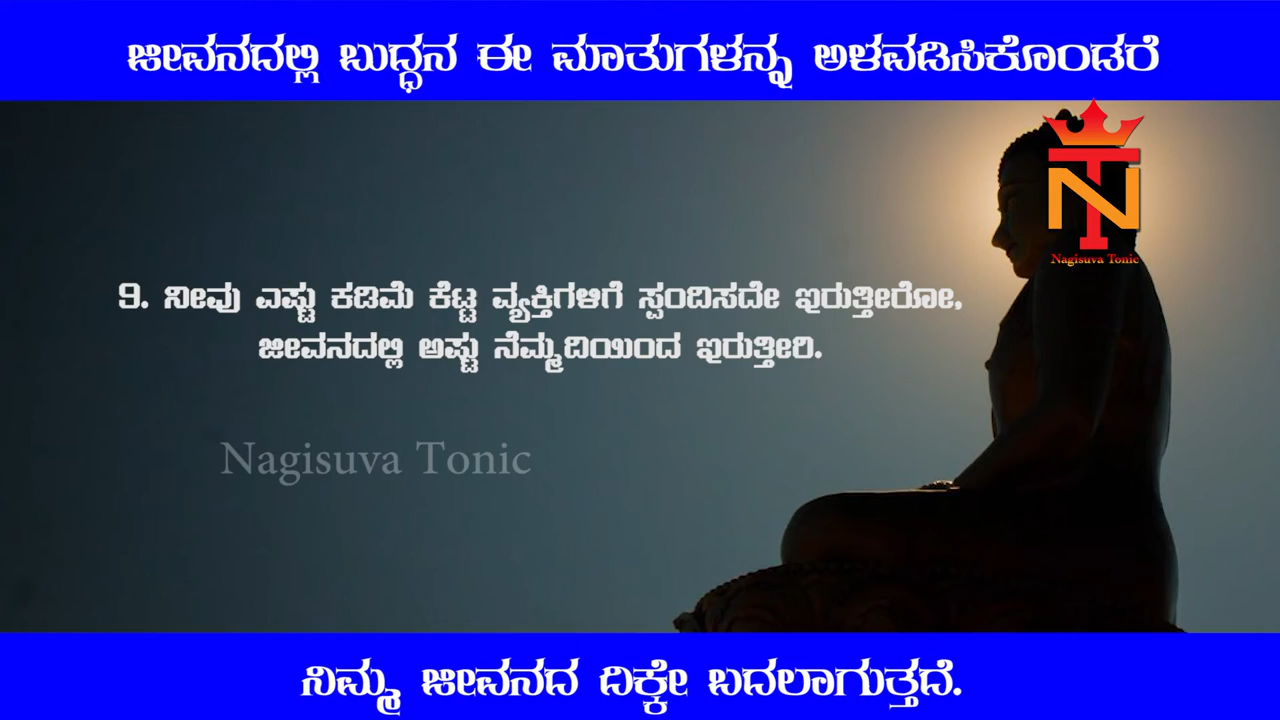 ಜೀವನದಲ್ಲಿ ಬುದ್ಧನ ಈ ಮಾತುಗಳನ್ನು ಅಳವಡಿಸಿಕೊಂಡರೆ
NT
Nagisuva Tonic
9. ನೀವು ಎಷ್ಟು ಕಡಿಮೆ ಕೆಟ್ಟ ವ್ಯಕ್ತಿಗಳಿಗೆ ಸ್ಪಂದಿಸದೇ ಇರುತ್ತೀರೋ,
ಜೀವನದಲ್ಲಿ ಅಷ್ಟು ನೆಮ್ಮದಿಯಿಂದ ಇರುತ್ತೀರಿ.
Nagisuva Tonic
ನಿಮ್ಮ ಜೀವನದ ದಿಕ್ಕೇ ಬದಲಾಗುತ್ತದೆ.